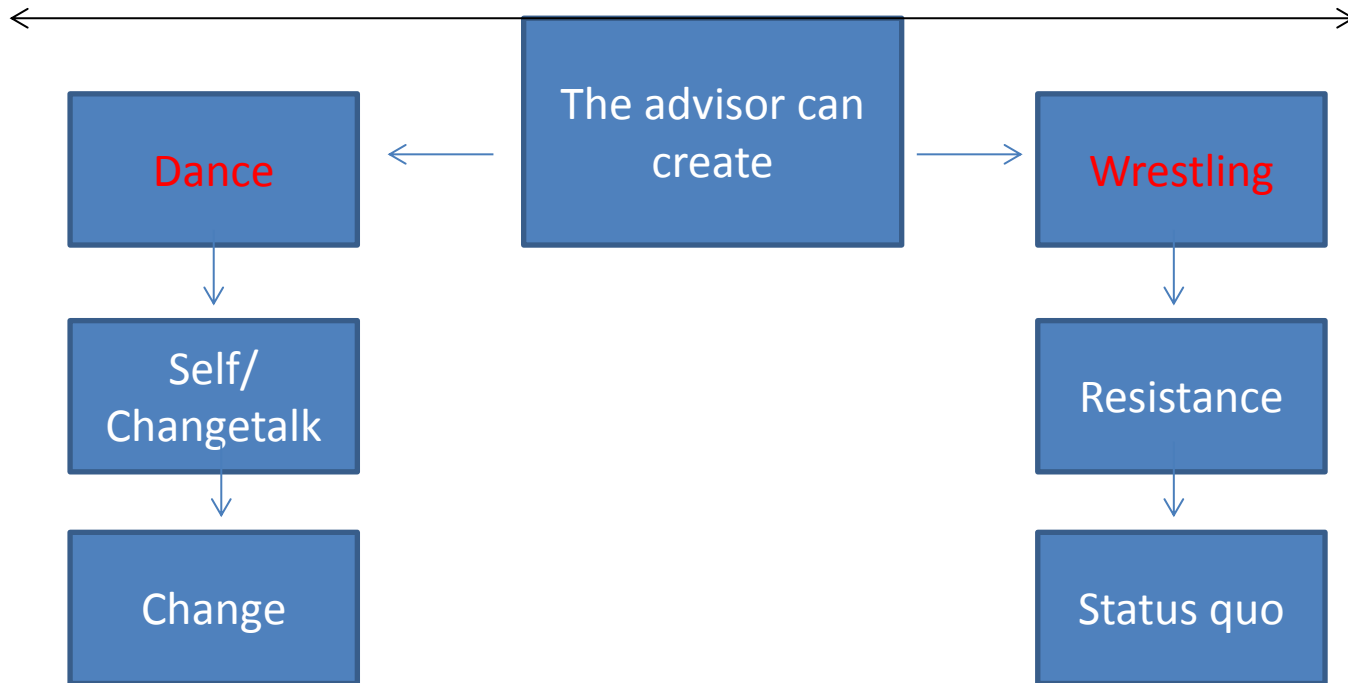 The advisor can
create
Dance
Wrestling
Self/
Changetalk
Resistance
Change
Status quo